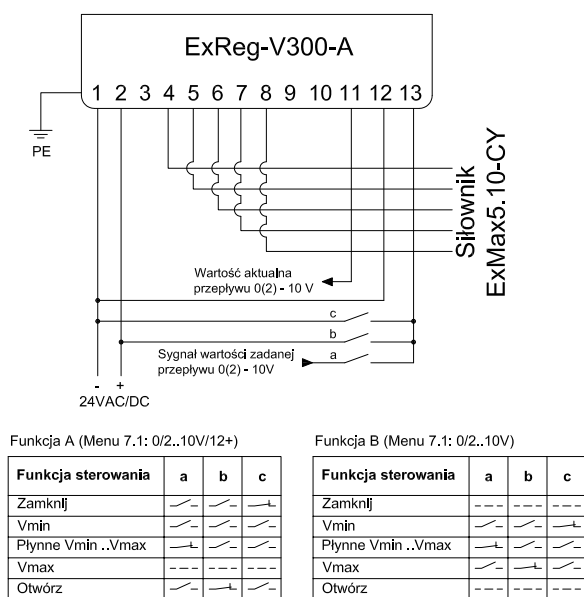 ExReg-V300-A
1 2 3 4 5 6 7 8 9 10 11 12 13
PE
Siłownik
ExMax5.10-CY
Wartość aktualna
przepływu 0(2) - 10 V
c
b
Sygnał wartości zadanej
przepływu 0(2) - 10V
a
- +
24VAC/DC
Funkcja A (Menu 7.1: 0/2..10V/12+)
Funkcja sterowania a b c
Zamknij
Vmin
Płynne Vmin ..Vmax
Vmax
Otwórz
Funkcja B (Menu 7.1: 0/2..10V)
Funkcja sterowania a b c
Zamknij
Vmin
Płynne Vmin ..Vmax
Vmax
Otwórz